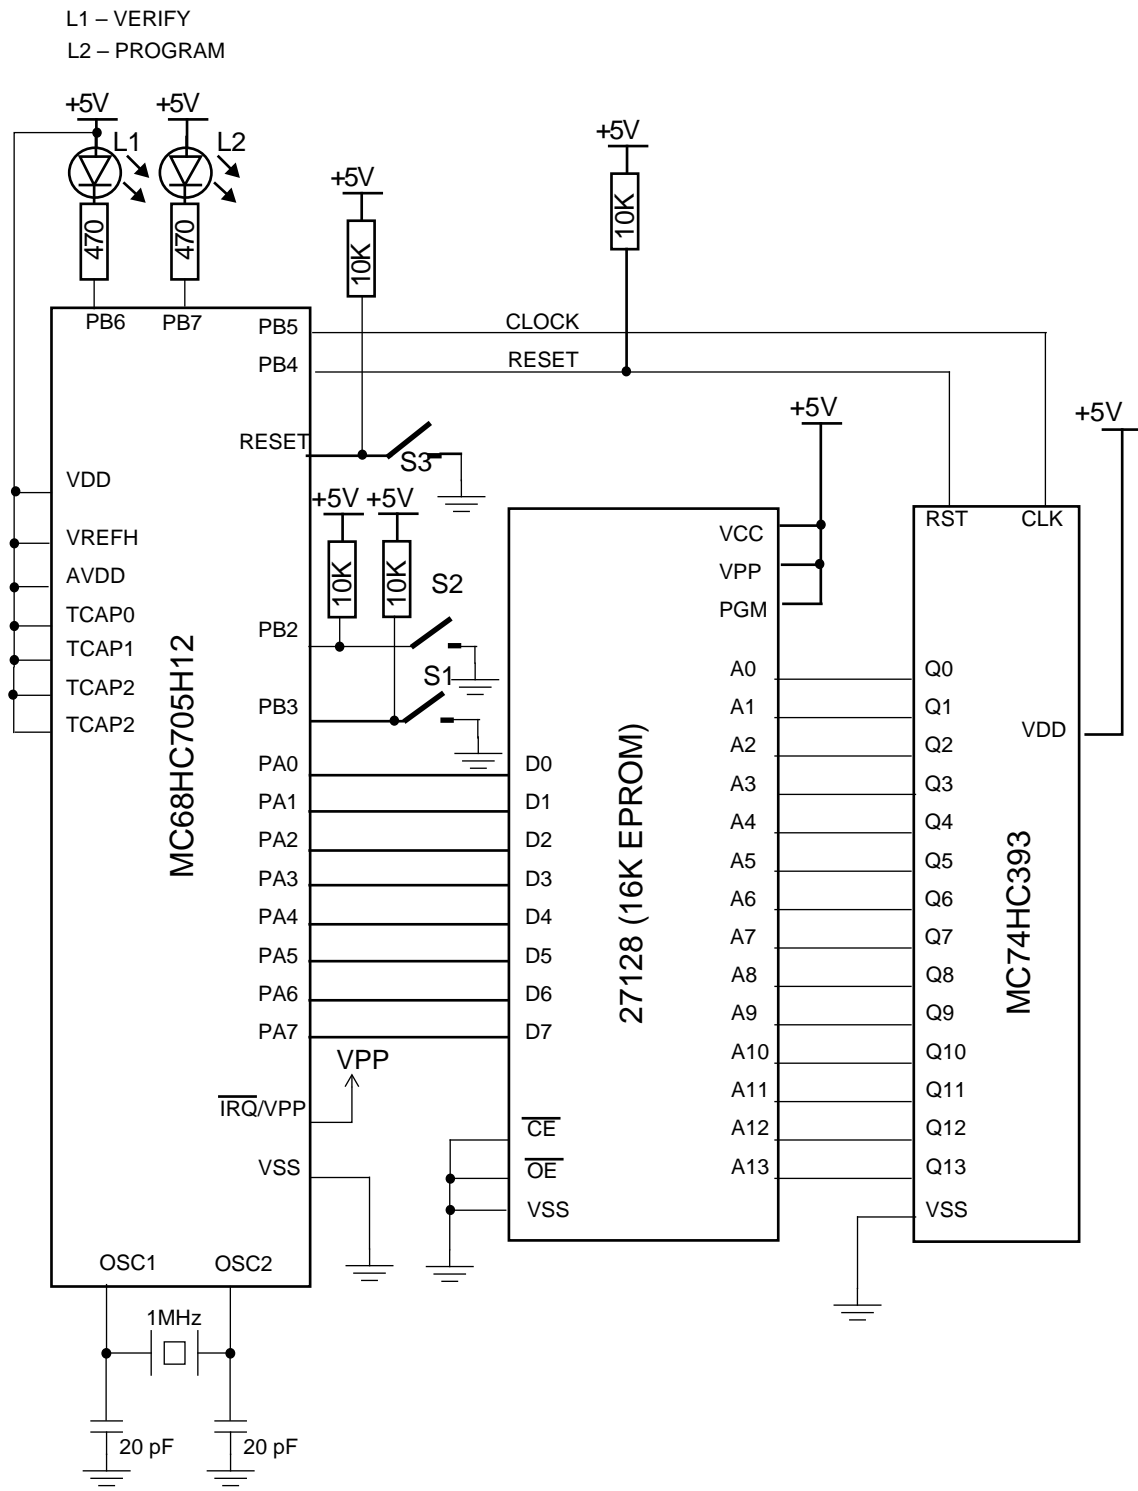 L1 – VERIFY
L2 – PROGRAM
+5V
+5V
L1
L2
470
470
+5V
10K
+5V
10K
PB6
PB7
PB5
CLOCK
PB4
RESET
RESET
S3
+5V
+5V
+5V
+5V
10K
10K
S2
S1
VDD
VREFH
AVDD
TCAP0
TCAP1
TCAP2
TCAP2
MC68HC705H12
PB2
PB3
PA0
PA1
PA2
PA3
PA4
PA5
PA6
PA7
VPP
IRQ/VPP
VSS
OSC1
OSC2
1MHz
20 pF
20 pF
D0
D1
D2
D3
D4
D5
D6
D7
CE
OE
VSS
27128 (16K EPROM)
VCC
VPP
PGM
A0
A1
A2
A3
A4
A5
A6
A7
A8
A9
A10
A11
A12
A13
RST
CLK
Q0
Q1
Q2
Q3
Q4
Q5
Q6
Q7
Q8
Q9
Q10
Q11
Q12
Q13
VSS
VDD
MC74HC393